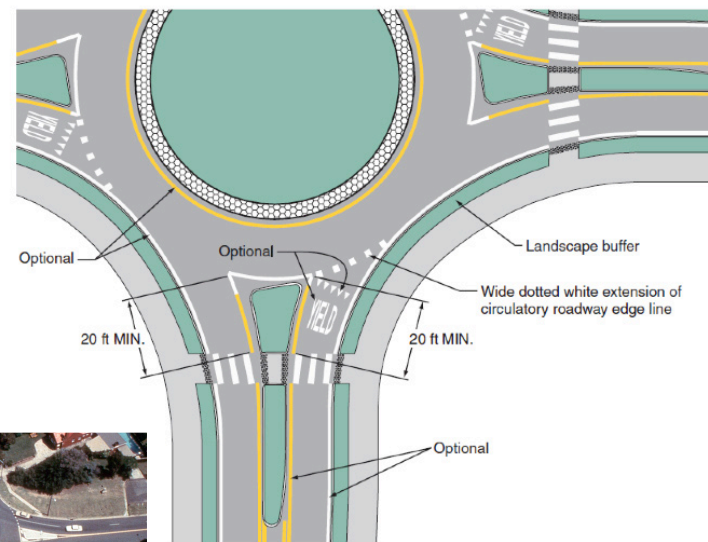 YIELD
YIELD
Optional
Optional
Landscape buffer
Wide dotted white extension of
circulatory roadway edge line
YIELD
20 ft MIN.
20 ft MIN.
Optional